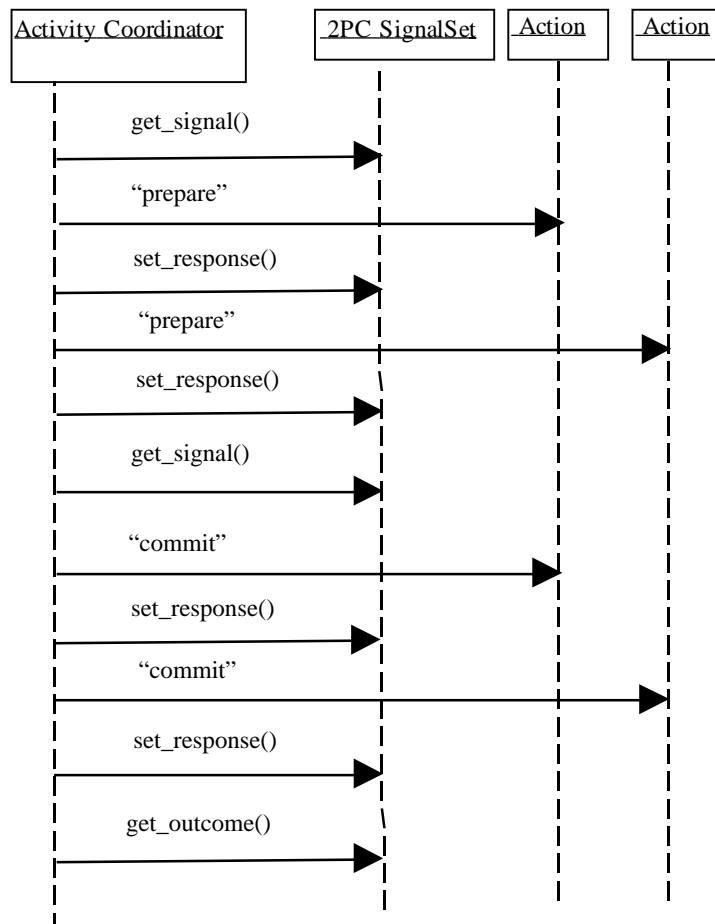 Activity Coordinator
2PC SignalSet
Action
Action
get_signal()
“prepare”
set_response()
“prepare”
set_response()
get_signal()
“commit”
set_response()
“commit”
set_response()
get_outcome()